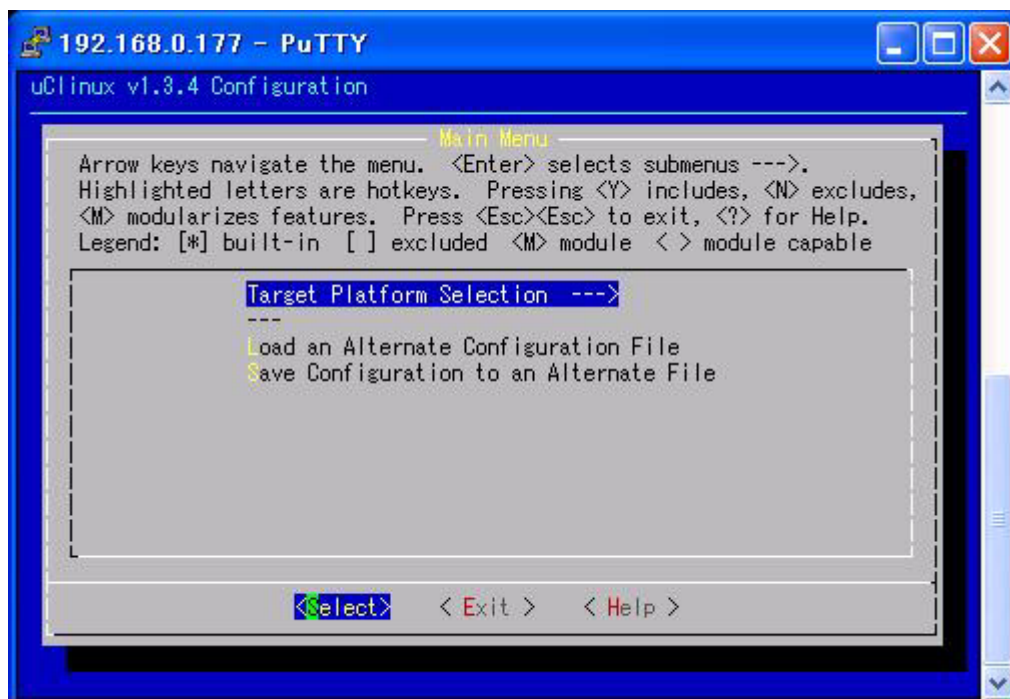 192.168.0.177 - PuTTY
uClinux v1.3.4 Configuration
Main Menu
Arrow keys navigate the menu.  <Enter> selects submenus --->.
Highlighted letters are hotkeys.  Pressing <Y> includes, <N> excludes,
<M> modularizes features.  Press <Esc><Esc> to exit, <?> for Help.
Legend: [*] built-in  [ ] excluded  <M> module  < > module capable
Target Platform Selection  --->
---
Load an Alternate Configuration File
Save Configuration to an Alternate File
<Select>    < Exit >    < Help >